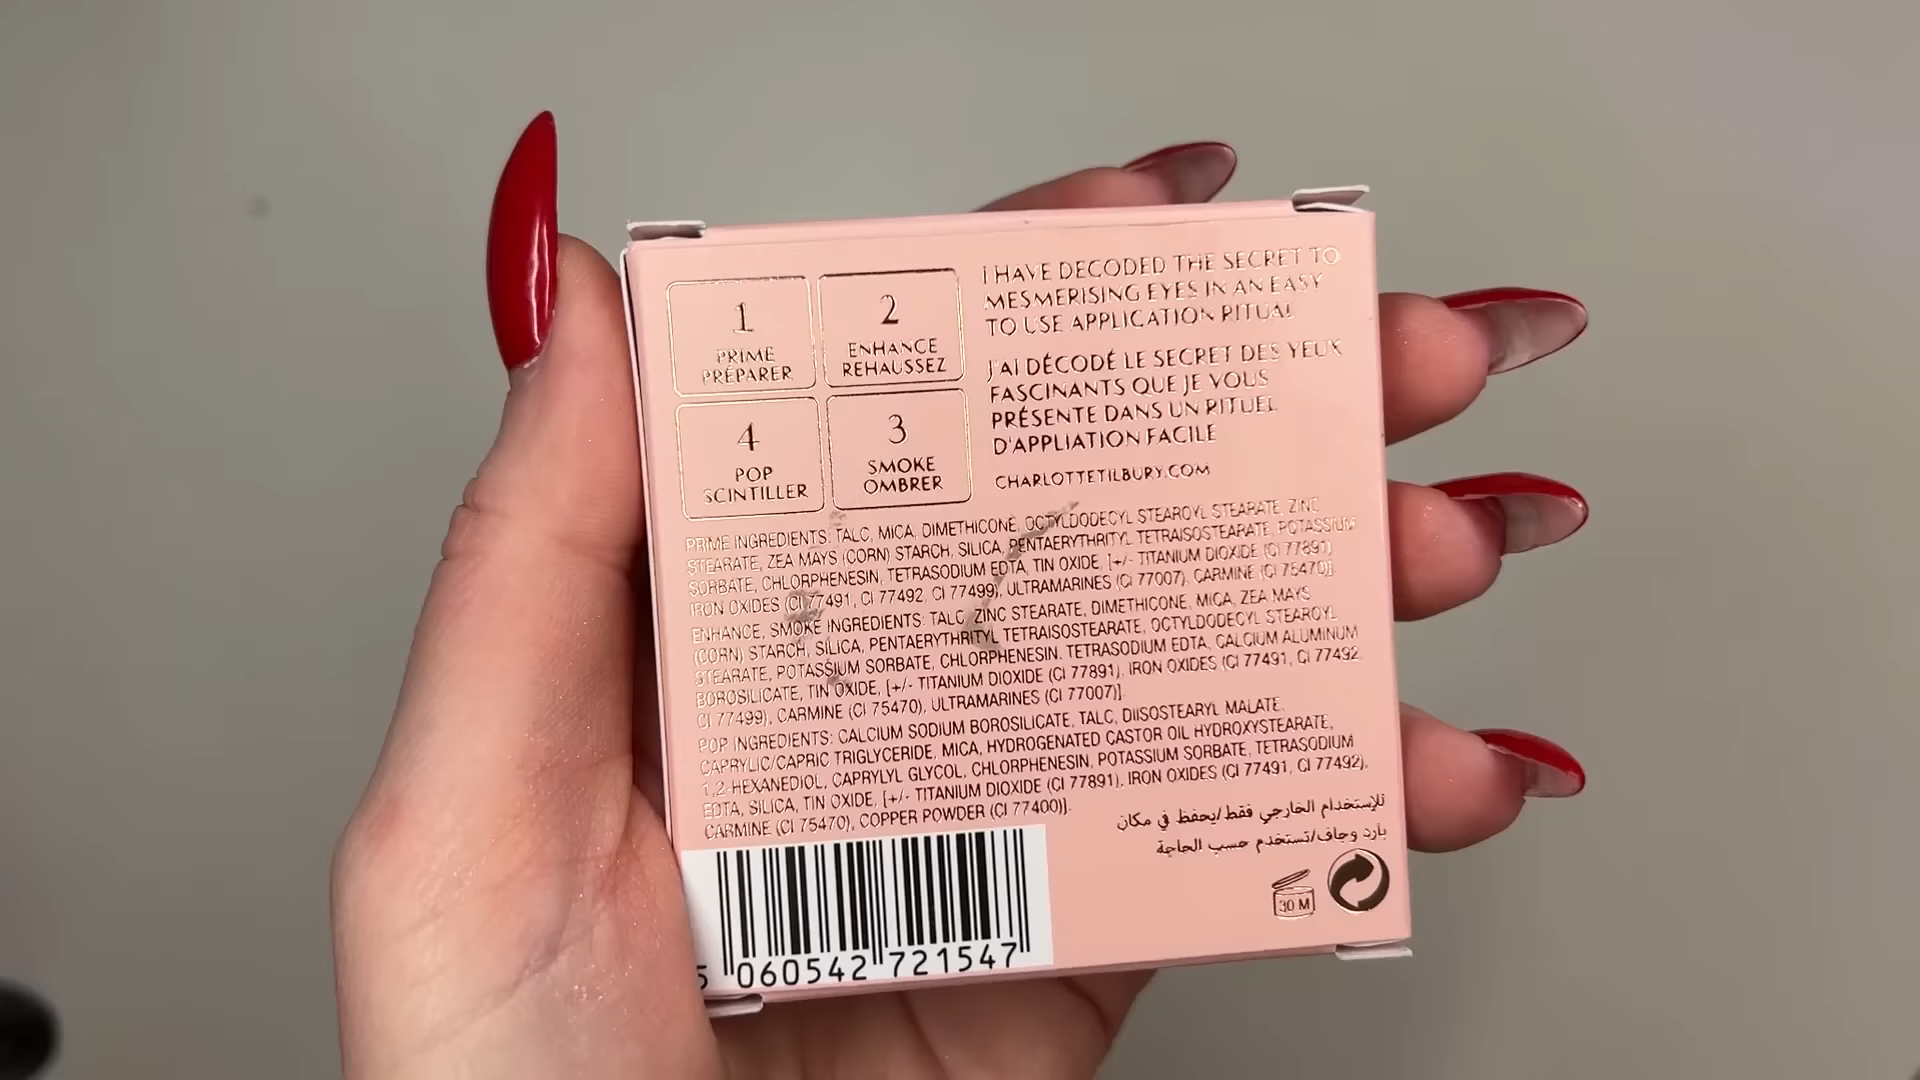 1
PRIME
PRÉPARER
2
ENHANCE
REHAUSSEZ
4
POP
SCINTILLER
3
SMOKE
OMBRER
I HAVE DECODED THE SECRET TO
MESMERISING EYES IN AN EASY
TO USE APPLICATION RITUAL
J'AI DÉCODÉ LE SECRET DES YEUX
FASCINANTS QUE JE VOUS
PRÉSENTE DANS UN RITUEL
D'APPLIATION FACILE
CHARLOTTETILBURY.COM
PRIME INGREDIENTS: TALC, MICA, DIMETHICONE, OCTYLDODECYL STEAROYL STEARATE, ZINC
STEARATE, ZEA MAYS (CORN) STARCH, SILICA, PENTAERYTHRITYL TETRAISOSTEARATE, POTASSIUM
SORBATE, CHLORPHENESIN, TETRASODIUM EDTA, TIN OXIDE, [+/- TITANIUM DIOXIDE (CI 77891)
IRON OXIDES (CI 77491, CI 77492, CI 77499), ULTRAMARINES (CI 77007), CARMINE (CI 75470)].
ENHANCE, SMOKE INGREDIENTS: TALC, ZINC STEARATE, DIMETHICONE, MICA, ZEA MAYS
(CORN) STARCH, SILICA, PENTAERYTHRITYL TETRAISOSTEARATE, OCTYLDODECYL STEAROYL
STEARATE, POTASSIUM SORBATE, CHLORPHENESIN, TETRASODIUM EDTA, CALCIUM ALUMINUM
BOROSILICATE, TIN OXIDE, [+/- TITANIUM DIOXIDE (CI 77891), IRON OXIDES (CI 77491, CI 77492,
CI 77499), CARMINE (CI 75470), ULTRAMARINES (CI 77007)].
POP INGREDIENTS: CALCIUM SODIUM BOROSILICATE, TALC, DIISOSTEARYL MALATE,
CAPRYLIC/CAPRIC TRIGLYCERIDE, MICA, HYDROGENATED CASTOR OIL HYDROXYSTEARATE,
1,2-HEXANEDIOL, CAPRYLYL GLYCOL, CHLORPHENESIN, POTASSIUM SORBATE, TETRASODIUM
EDTA, SILICA, TIN OXIDE, [+/- TITANIUM DIOXIDE (CI 77891), IRON OXIDES (CI 77491, CI 77492),
CARMINE (CI 75470), COPPER POWDER (CI 77400)].
للإستخدام الخارجي فقط/يحفظ في مكان
بارد وجاف/تستخدم حسب الحاجة
30 M
5 060542 721547